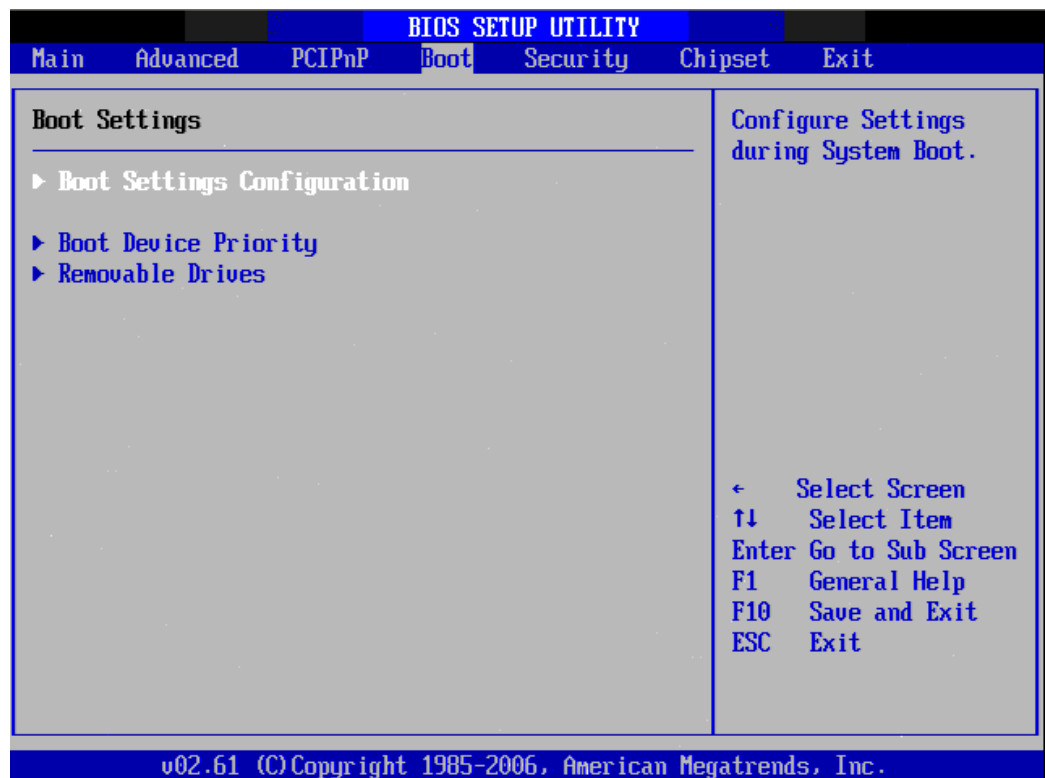 BIOS SETUP UTILITY
Main Advanced PCIPnP Boot Security Chipset Exit
Boot Settings
▶ Boot Settings Configuration
▶ Boot Device Priority
▶ Removable Drives
Configure Settings
during System Boot.
← Select Screen
↑↓ Select Item
Enter Go to Sub Screen
F1 General Help
F10 Save and Exit
ESC Exit
v02.61 (C)Copyright 1985-2006, American Megatrends, Inc.